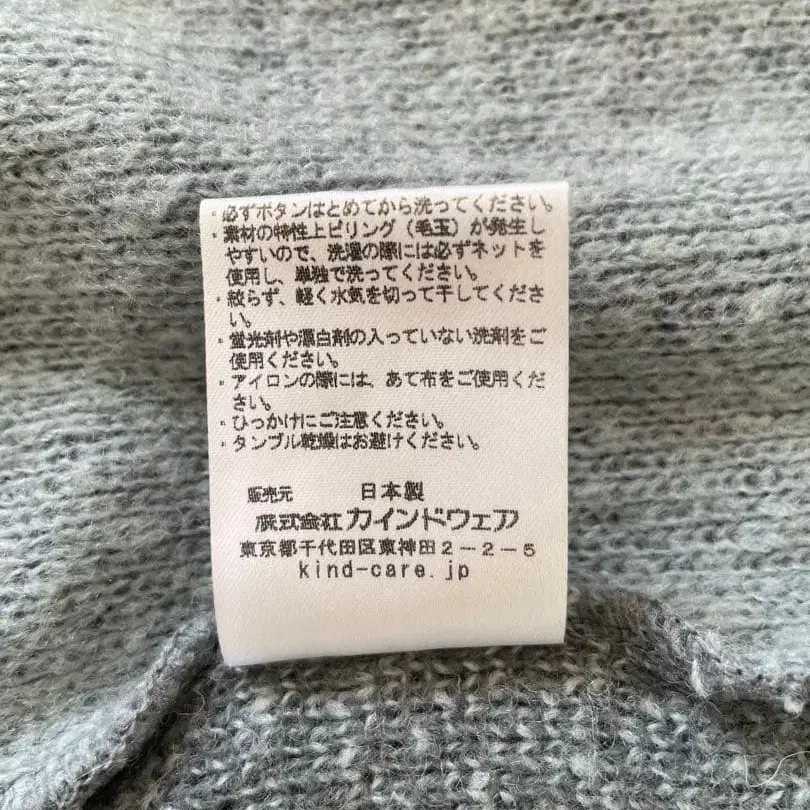 ・必ずボタンはとめてから洗ってください。
・素材の特性上ピリング（毛玉）が発生し
やすいので、洗濯の際には必ずネットを
使用し、単独で洗ってください。
・絞らず、軽く水気を切って干してくださ
い。
・蛍光剤や漂白剤の入っていない洗剤をご
使用ください。
・アイロンの際には、あて布をご使用くだ
さい。
・ひっかけにご注意ください。
・タンブル乾燥はお避けください。
販売元 日本製
株式会社カインドウェア
東京都千代田区東神田2-2-5
kind-care.jp